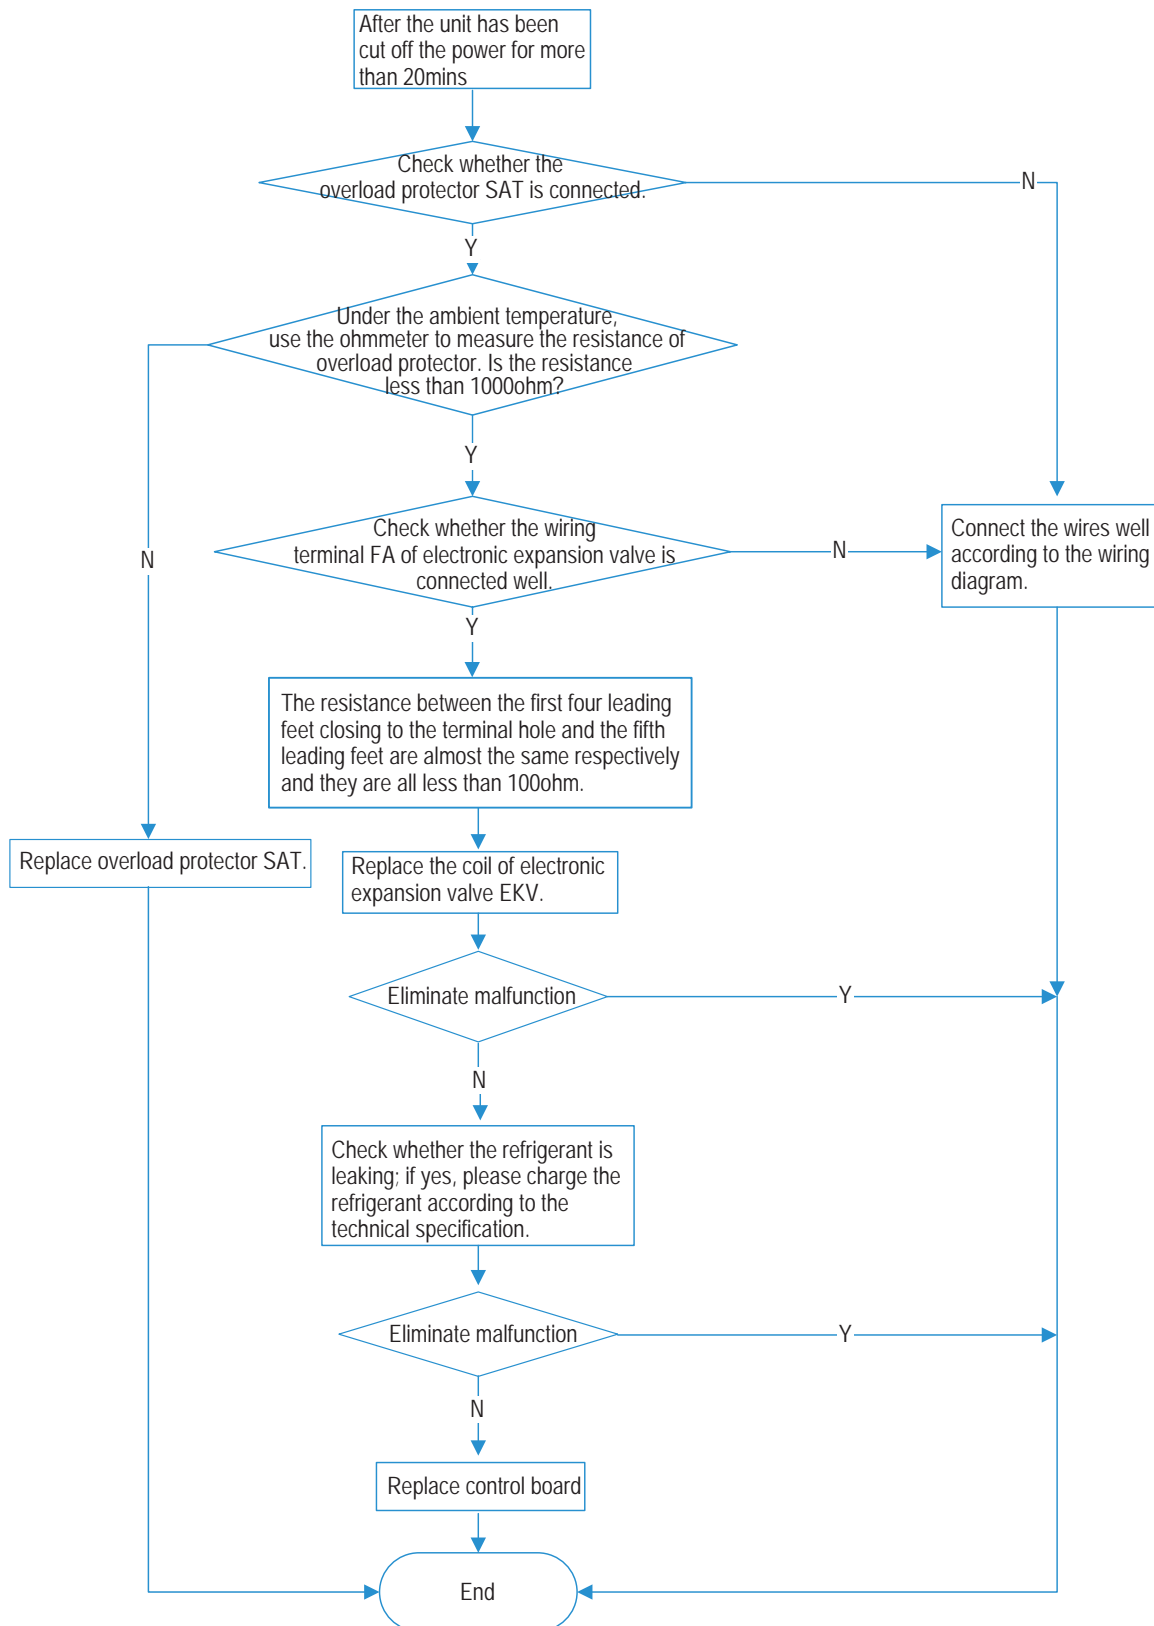 After the unit has been
cut off the power for more
than 20mins
Check whether the
overload protector SAT is connected.
N
Y
Under the ambient temperature,
use the ohmmeter to measure the resistance of
overload protector. Is the resistance
less than 1000ohm?
Y
N
Check whether the wiring
terminal FA of electronic expansion valve is
connected well.
N
Connect the wires well
according to the wiring
diagram.
Y
The resistance between the first four leading
feet closing to the terminal hole and the fifth
leading feet are almost the same respectively
and they are all less than 100ohm.
Replace overload protector SAT.
Replace the coil of electronic
expansion valve EKV.
Eliminate malfunction
Y
N
Check whether the refrigerant is
leaking; if yes, please charge the
refrigerant according to the
technical specification.
Eliminate malfunction
Y
N
Replace control board
End